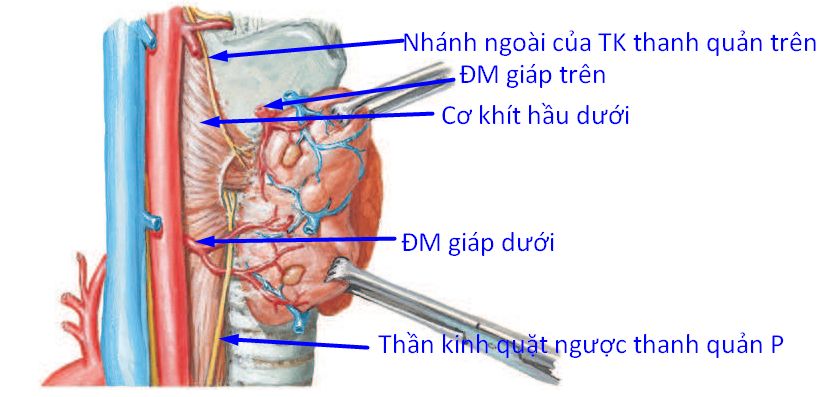 Nhánh ngoài của TK thanh quản trên
ĐM giáp trên
Cơ khít hầu dưới
ĐM giáp dưới
Thần kinh quặt ngược thanh quản P